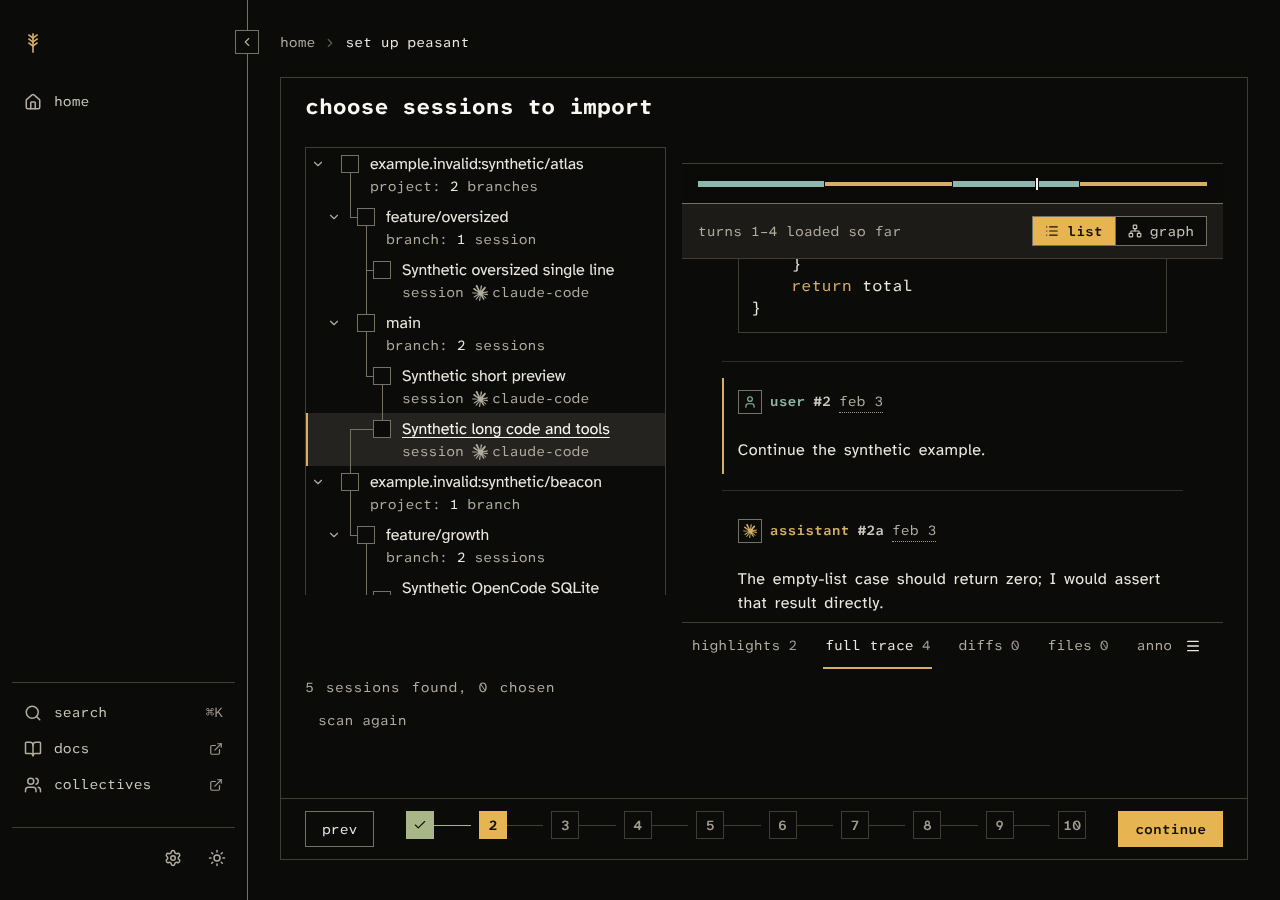 home
search ⌘K
docs
collectives
home > set up peasant
choose sessions to import
example.invalid:synthetic/atlas
project: 2 branches
feature/oversized
branch: 1 session
Synthetic oversized single line
session claude-code
main
branch: 2 sessions
Synthetic short preview
session claude-code
Synthetic long code and tools
session claude-code
example.invalid:synthetic/beacon
project: 1 branch
feature/growth
branch: 2 sessions
Synthetic OpenCode SQLite
5 sessions found, 0 chosen
scan again
turns 1–4 loaded so far
list graph
}
return total
}
user #2 feb 3
Continue the synthetic example.
assistant #2a feb 3
The empty-list case should return zero; I would assert
that result directly.
highlights 2 full trace 4 diffs 0 files 0 anno
prev 2 3 4 5 6 7 8 9 10 continue